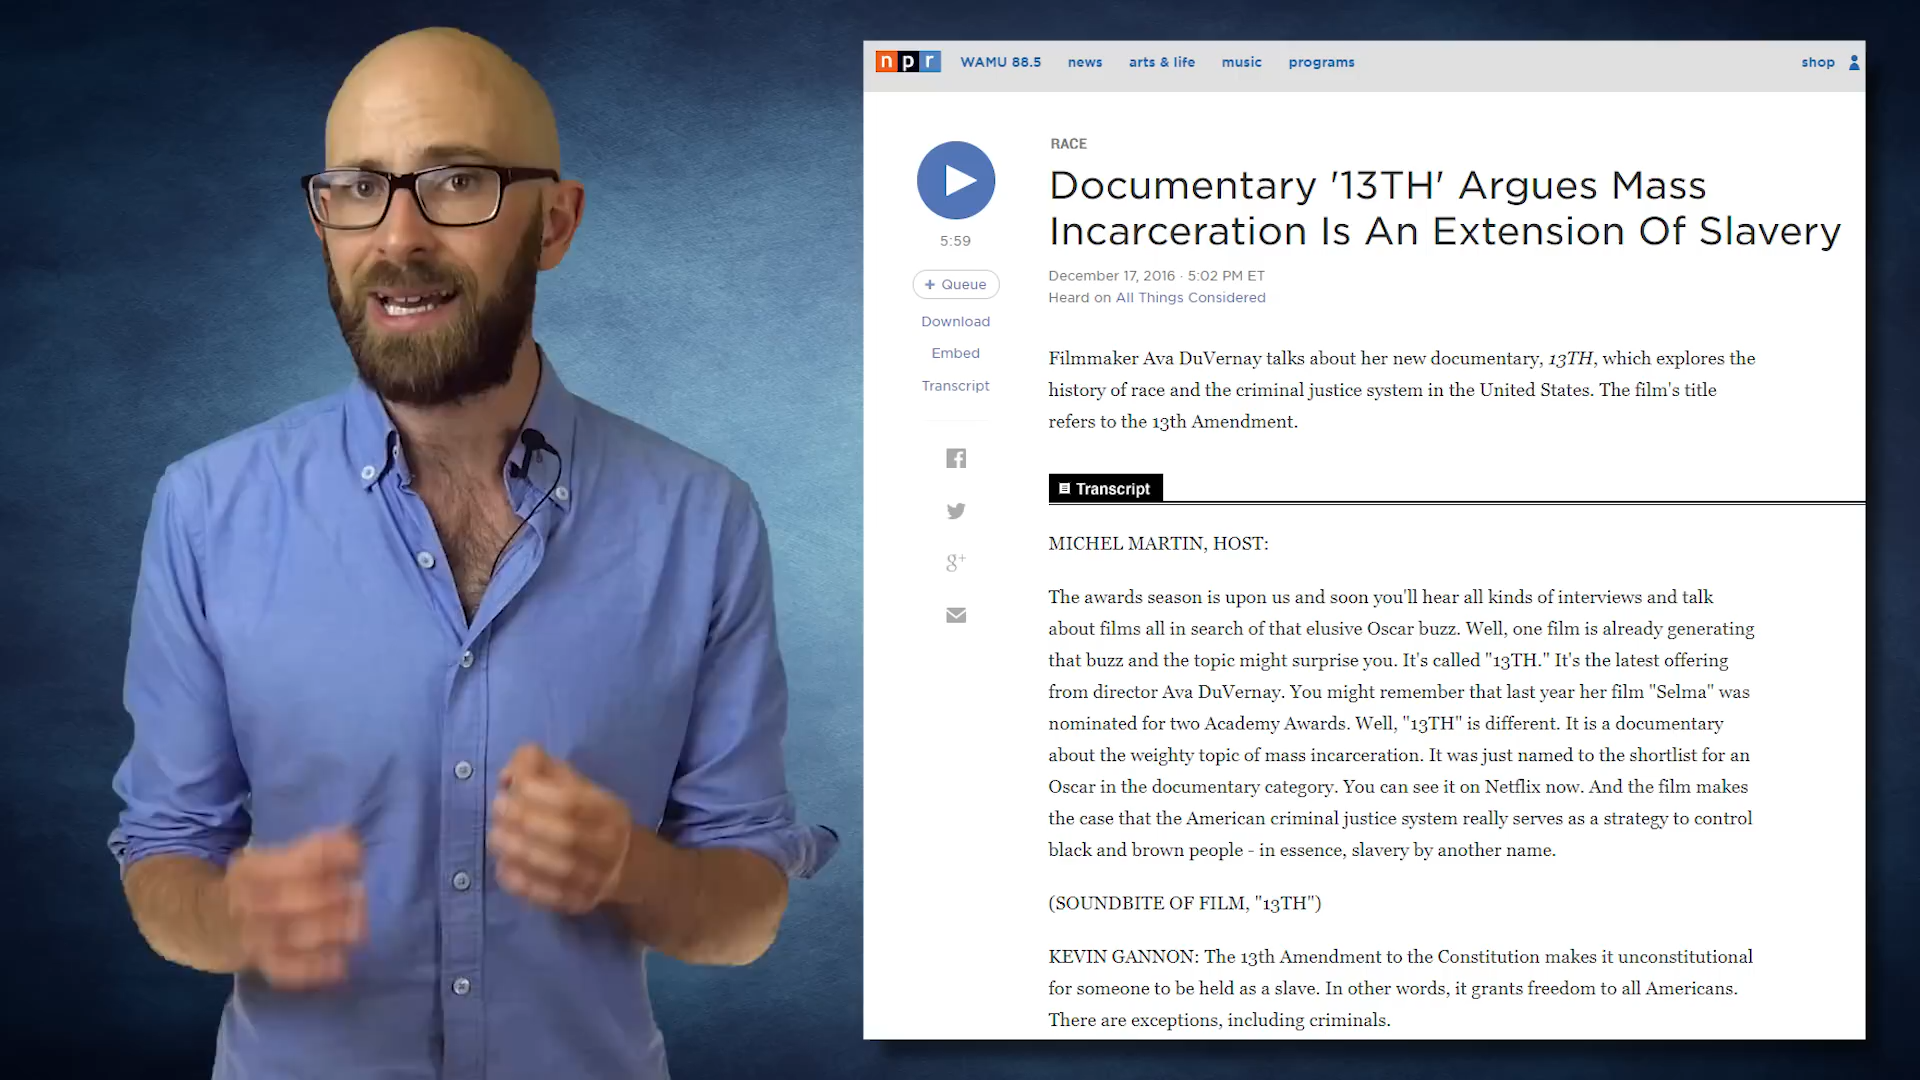 npr WAMU 88.5 news arts & life music programs shop
RACE
Documentary '13TH' Argues Mass
Incarceration Is An Extension Of Slavery
5:59
December 17, 2016 · 5:02 PM ET
+ Queue
Heard on All Things Considered
Download
Embed
Transcript
Filmmaker Ava DuVernay talks about her new documentary, 13TH, which explores the
history of race and the criminal justice system in the United States. The film's title
refers to the 13th Amendment.
Transcript
g+
MICHEL MARTIN, HOST:
The awards season is upon us and soon you'll hear all kinds of interviews and talk
about films all in search of that elusive Oscar buzz. Well, one film is already generating
that buzz and the topic might surprise you. It's called "13TH." It's the latest offering
from director Ava DuVernay. You might remember that last year her film "Selma" was
nominated for two Academy Awards. Well, "13TH" is different. It is a documentary
about the weighty topic of mass incarceration. It was just named to the shortlist for an
Oscar in the documentary category. You can see it on Netflix now. And the film makes
the case that the American criminal justice system really serves as a strategy to control
black and brown people - in essence, slavery by another name.
(SOUNDBITE OF FILM, "13TH")
KEVIN GANNON: The 13th Amendment to the Constitution makes it unconstitutional
for someone to be held as a slave. In other words, it grants freedom to all Americans.
There are exceptions, including criminals.